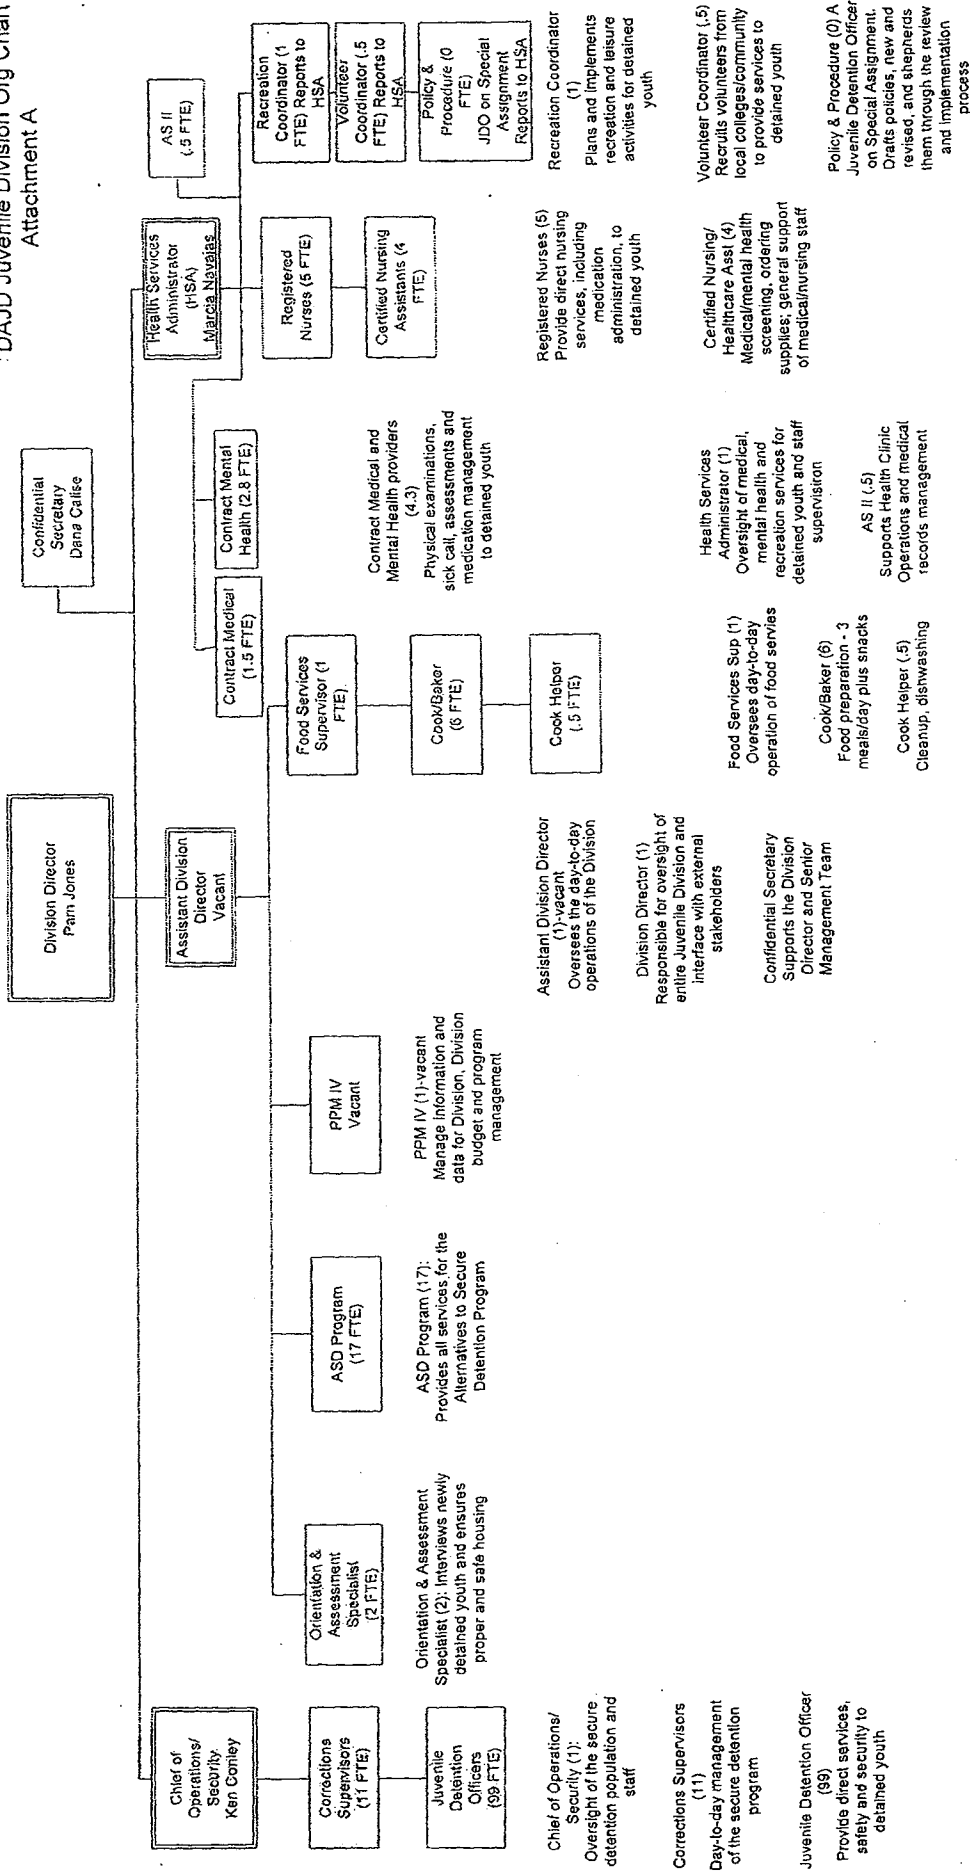 DAJD Juvenile Division Org Chart
Attachment A
Division Director
Pam Jones
Confidential
Secretary
Dana Calise
Chief of
Operations/
Security.
Ken Conley
Assistant Division
Director
Vacant
Health Services
Administrator
(HSA)
Marcia Navajas
AS II
(.5 FTE)
Corrections
Supervisors
(11 FTE)
Juvenile
Detention
Officers
(99 FTE)
Orientation &
Assessment
Specialist
(2 FTE)
ASD Program
(17 FTE)
PPM IV
Vacant
Food Services
Supervisor (1
FTE).
Cook/Baker
(6 FTE)
Cook Helper
(.5 FTE)
Contract Medical
(1.5 FTE)
Contract Mental
Health (2.8 FTE)
Registered
Nurses (5 FTE)
Certified Nursing
Assistants (4
FTE)
Recreation
Coordinator (1
FTE) Reports to
HSA
Volunteer
Coordinator (.5
FTE) Reports to
HSA
Policy &
Procedure (0
FTE)
JDO on Special
Assignment
Reports to HSA
Chief of Operations/
Security (1):
Oversight of the secure
detention population and
staff
Corrections Supervisors
(11)
Day-to-day management
of the secure detention
program
Juvenile Detention Officer
(99)
Provide direct services,
safety and security to
detained youth
Orientation & Assessment
Specialist (2): Interviews newly
detained youth and ensures
proper and safe housing
ASD Program (17):
Provides all services for the
Alternatives to Secure
Detention Program
PPM IV (1)-vacant
Manage Information and
data for Division, Division
budget and program
management
Assistant Division Director
(1)-vacant
Oversees the day-to-day
operations of the Division
Division Director (1)
Responsible for oversight of
entire Juvenile Division and
interface with external
stakeholders
Confidential Secretary
Supports the Division
Director and Senior
Management Team
Food Services Sup (1)
Oversees day-to-day
operation of food servies
Cook/Baker (6)
Food preparation - 3
meals/day plus snacks
Cook Helper (.5)
Cleanup, dishwashing
Contract Medical and
Mental Health providers
(4.3)
Physical examinations,
sick call, assessments and
medication management
to detained youth
Health Services
Administrator (1)
Oversight of medical,
mental health and
recreation services for
detained youth and staff
supervisiron
AS II (.5)
Supports Health Clinic
Operations and medical
records management
Registered Nurses (5)
Provide direct nursing
services, including
medication
administration, to
detained youth
Certified Nursing/
Healthcare Asst (4)
Medical/mental health
screening, ordering
supplies; general support
of medical/nursing staff
Recreation Coordinator
(1)
Plans and Implements
recreation and leisure
activities for detained
youth
Volunteer Coordinator (.5)
Recruits volunteers from
local colleges/community
to provide services to
detained youth
Policy & Procedure (0) A
Juvenile Detention Officer
on Special Assignment.
Drafts policies, new and
revised, and shepherds
them through the review
and implementation
process